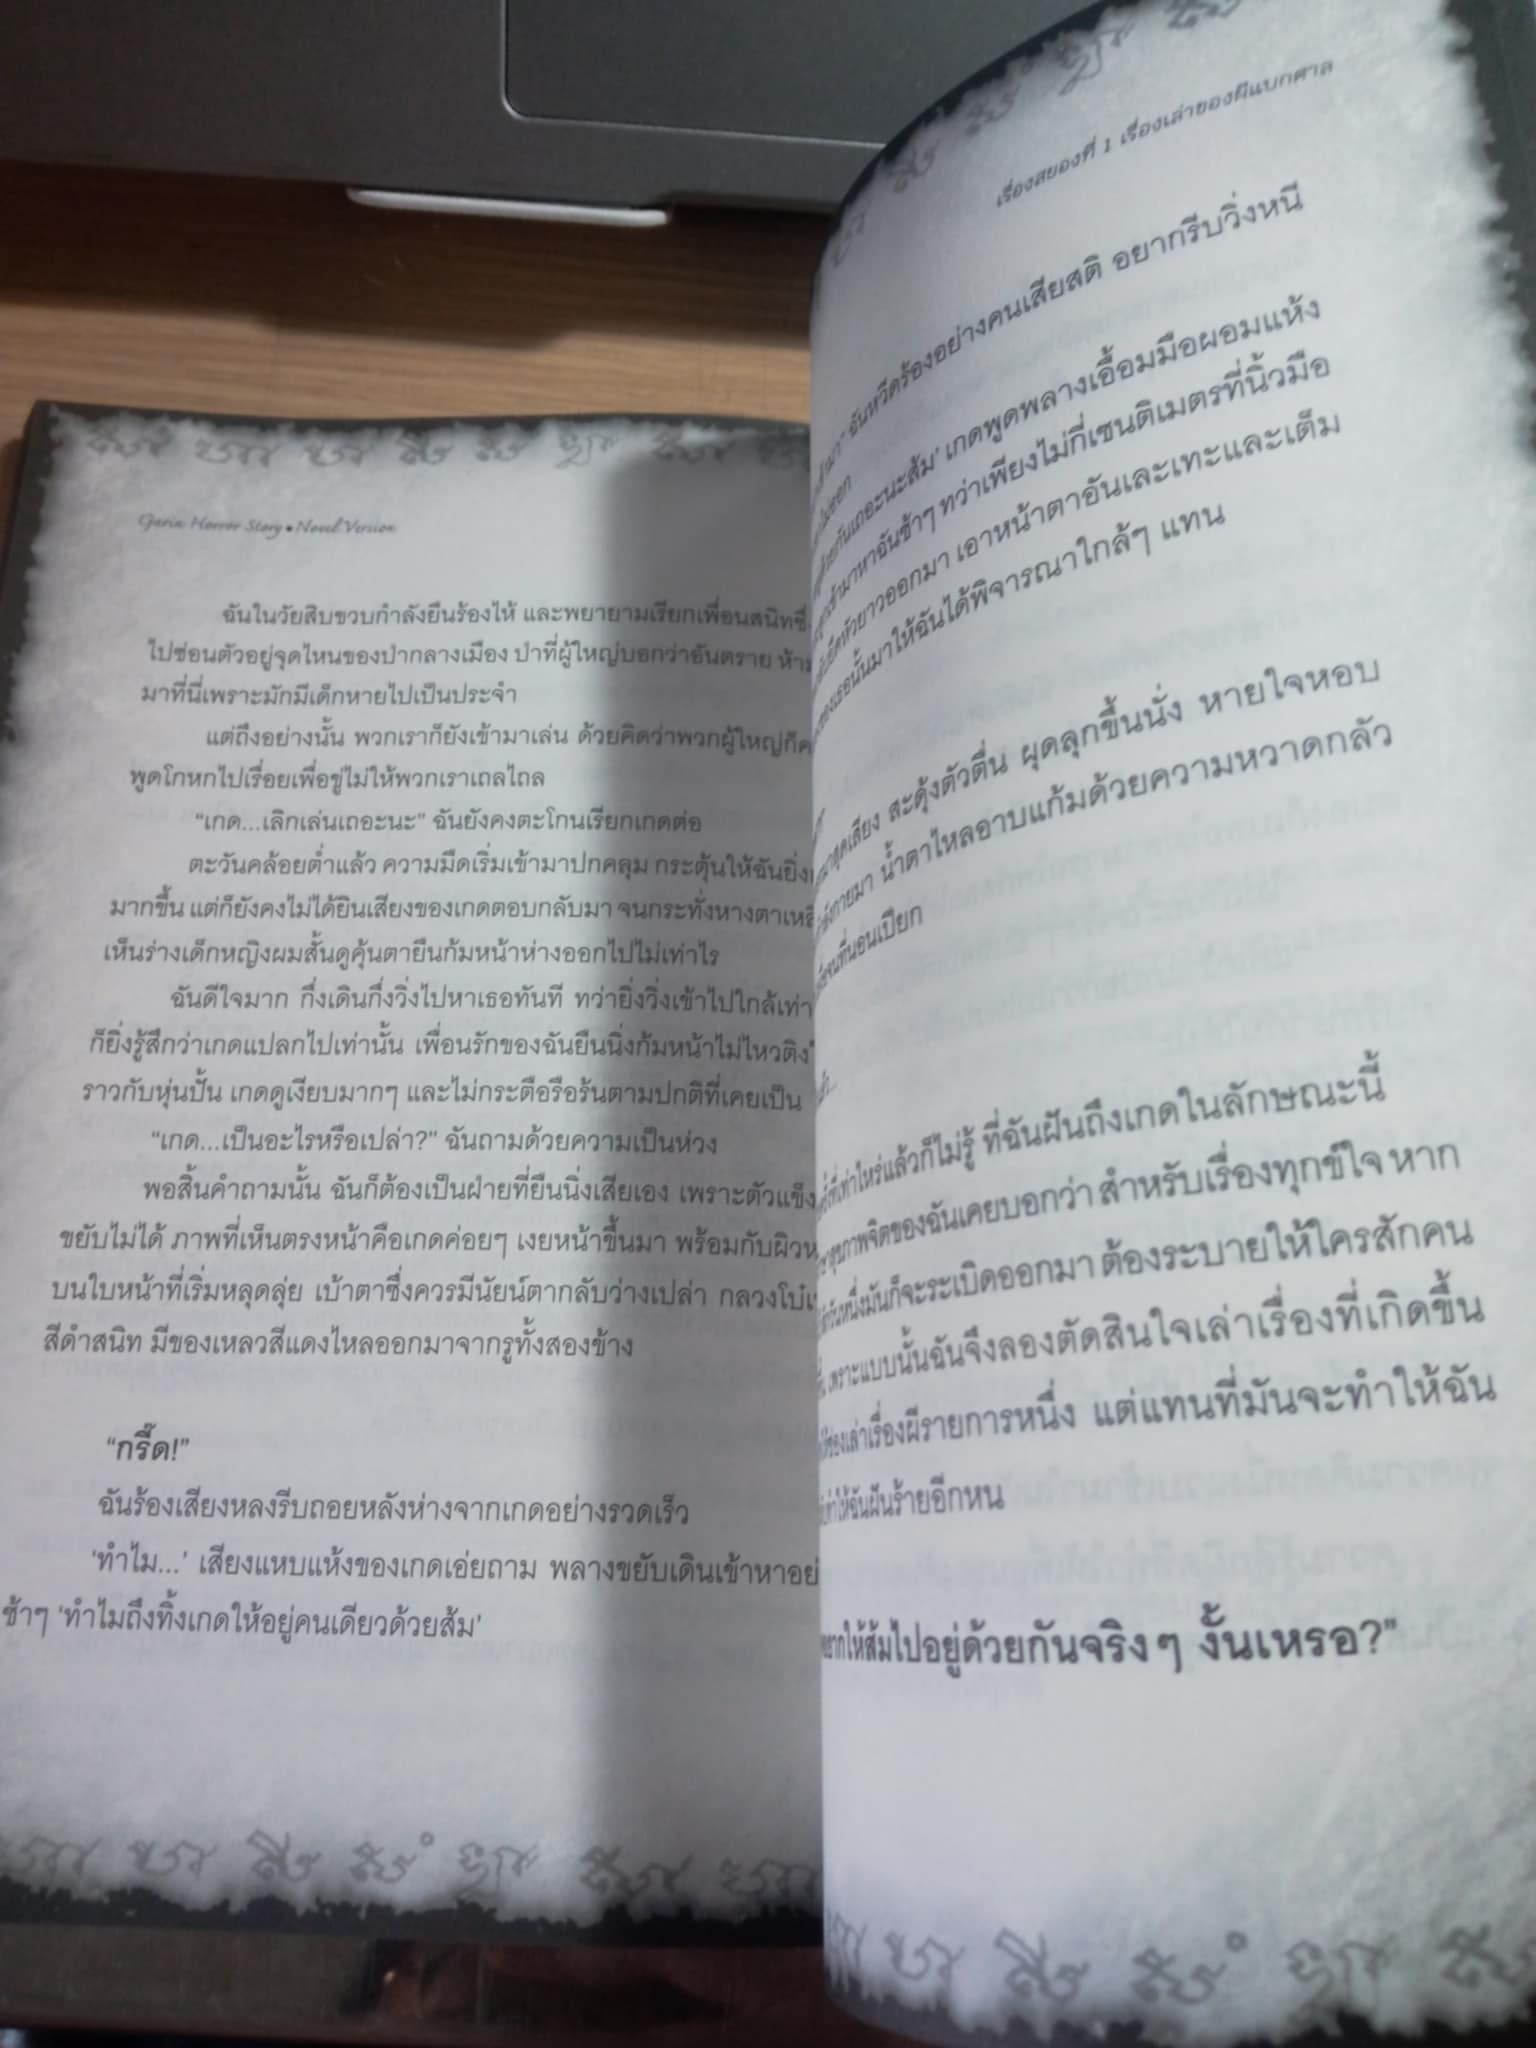 Garin Horror Story • Novel Version
ฉันในวัยสิบขวบกำลังยืนร้องไห้ และพยายามเรียกเพื่อนสนิทซึ่
ไปซ่อนตัวอยู่จุดไหนของป่ากลางเมือง ป่าที่ผู้ใหญ่บอกว่าอันตราย ห้าม
มาที่นี่เพราะมักมีเด็กหายไปเป็นประจำ
แต่ถึงอย่างนั้น พวกเราก็ยังเข้ามาเล่น ด้วยคิดว่าพวกผู้ใหญ่ก็ค
พูดโกหกไปเรื่อยเพื่อขู่ไม่ให้พวกเราเถลไถล
“เกด...เลิกเล่นเถอะนะ” ฉันยังคงตะโกนเรียกเกดต่อ
ตะวันคล้อยต่ำแล้ว ความมืดเริ่มเข้ามาปกคลุม กระตุ้นให้ฉันยิ่ง
มากขึ้น แต่ก็ยังคงไม่ได้ยินเสียงของเกดตอบกลับมา จนกระทั่งหางตาเหลื
เห็นร่างเด็กหญิงผมสั้นดูคุ้นตายืนก้มหน้าห่างออกไปไม่เท่าไร
ฉันดีใจมาก กึ่งเดินกึ่งวิ่งไปหาเธอทันที ทว่ายิ่งวิ่งเข้าไปใกล้เท่า
ก็ยิ่งรู้สึกว่าเกดแปลกไปเท่านั้น เพื่อนรักของฉันยืนนิ่งก้มหน้าไม่ไหวติง
ราวกับหุ่นปั้น เกดดูเงียบมากๆ และไม่กระตือรือร้นตามปกติที่เคยเป็น
“เกด...เป็นอะไรหรือเปล่า?” ฉันถามด้วยความเป็นห่วง
พอสิ้นคำถามนั้น ฉันก็ต้องเป็นฝ่ายที่ยืนนิ่งเสียเอง เพราะตัวแข็ง
ขยับไม่ได้ ภาพที่เห็นตรงหน้าคือเกดค่อยๆ เงยหน้าขึ้นมา พร้อมกับผิวห
บนใบหน้าที่เริ่มหลุดลุ่ย เบ้าตาซึ่งควรมีนัยน์ตากลับว่างเปล่า กลวงโบ๋
สีดำสนิท มีของเหลวสีแดงไหลออกมาจากรูทั้งสองข้าง
“กรี๊ด!”
ฉันร้องเสียงหลงรีบถอยหลังห่างจากเกดอย่างรวดเร็ว
‘ทำไม...’ เสียงแหบแห้งของเกดเอ่ยถาม พลางขยับเดินเข้าหาอย่
ช้าๆ ‘ทำไมถึงทิ้งเกดให้อยู่คนเดียวด้วยส้ม’
เรื่องสยองที่ 1 เรื่องเล่าของผีแบกศาล
ฉันหวีดร้องอย่างคนเสียสติ อยากรีบวิ่งหนี
ไม่ออก
ด้วยกันเถอะนะส้ม’ เกดพูดพลางเอื้อมมือผอมแห้ง
เข้ามาหาฉันช้าๆ ทว่าเพียงไม่กี่เซนติเมตรที่นิ้วมือ
หัวยาวออกมา เอาหน้าตาอันเละเทะและเต็ม
ของเธอนั้นมาให้ฉันได้พิจารณาใกล้ๆ แทน
สุดเสียง สะดุ้งตัวตื่น ผุดลุกขึ้นนั่ง หายใจหอบ
กายมา น้ำตาไหลอาบแก้มด้วยความหวาดกลัว
จนที่นอนเปียก
ครั้งที่เท่าไหร่แล้วก็ไม่รู้ ที่ฉันฝันถึงเกดในลักษณะนี้
สุขภาพจิตของฉันเคยบอกว่า สำหรับเรื่องทุกข์ใจ หาก
วันหนึ่งมันก็จะระเบิดออกมา ต้องระบายให้ใครสักคน
เพราะแบบนั้นฉันจึงลองตัดสินใจเล่าเรื่องที่เกิดขึ้น
ช่องเล่าเรื่องผีรายการหนึ่ง แต่แทนที่มันจะทำให้ฉัน
ทำให้ฉันฝันร้ายอีกหน
อยากให้ส้มไปอยู่ด้วยกันจริงๆ งั้นเหรอ?”